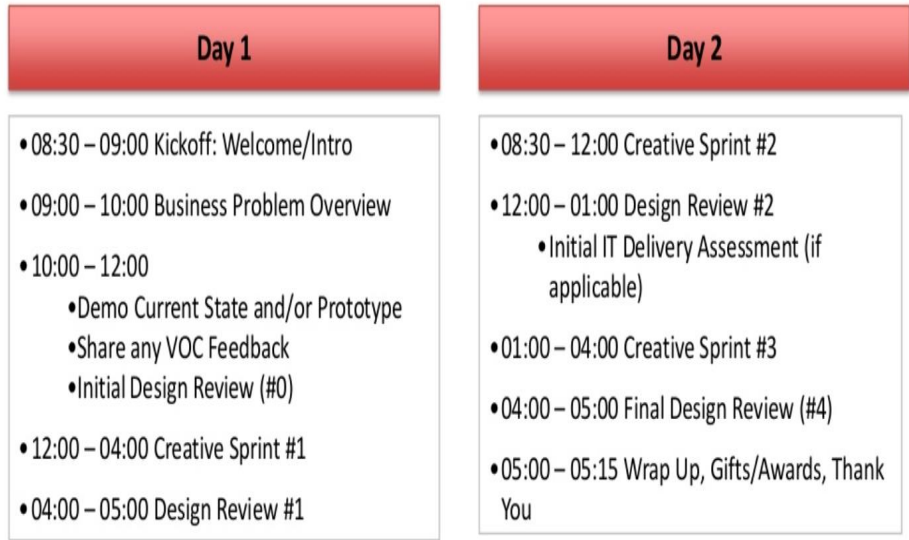 Day 1
•08:30 – 09:00 Kickoff: Welcome/Intro
•09:00 – 10:00 Business Problem Overview
•10:00 – 12:00
•Demo Current State and/or Prototype
•Share any VOC Feedback
•Initial Design Review (#0)
•12:00 – 04:00 Creative Sprint #1
•04:00 – 05:00 Design Review #1
Day 2
•08:30 – 12:00 Creative Sprint #2
•12:00 – 01:00 Design Review #2
•Initial IT Delivery Assessment (if
applicable)
•01:00 – 04:00 Creative Sprint #3
•04:00 – 05:00 Final Design Review (#4)
•05:00 – 05:15 Wrap Up, Gifts/Awards, Thank
You